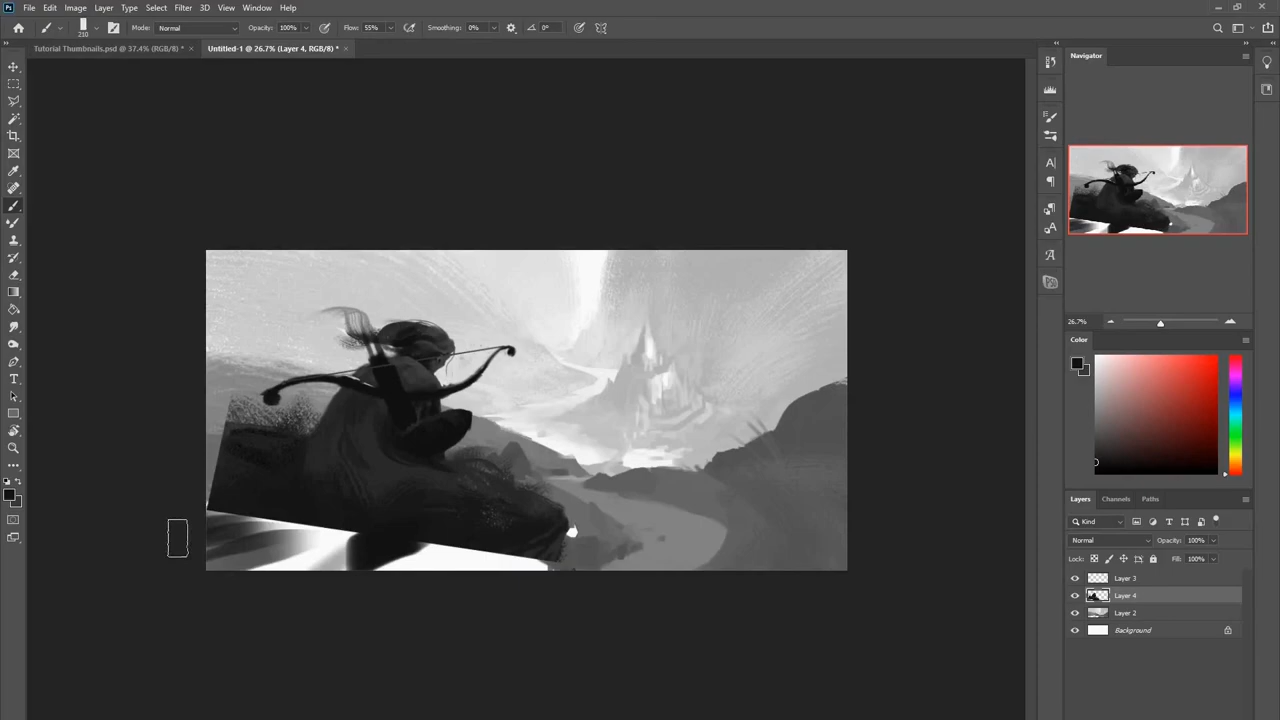 Ps File Edit Image Layer Type Select Filter 3D View Window Help
210 Mode: Normal Opacity: 100% Flow: 55% Smoothing: 0% 0°
Tutorial Thumbnails.psd @ 37.4% (RGB/8) * × Untitled-1 @ 26.7% (Layer 4, RGB/8) * ×
Navigator
26.7%
Color
Layers Channels Paths
Kind
Normal Opacity: 100%
Lock: Fill: 100%
Layer 3
Layer 4
Layer 2
Background